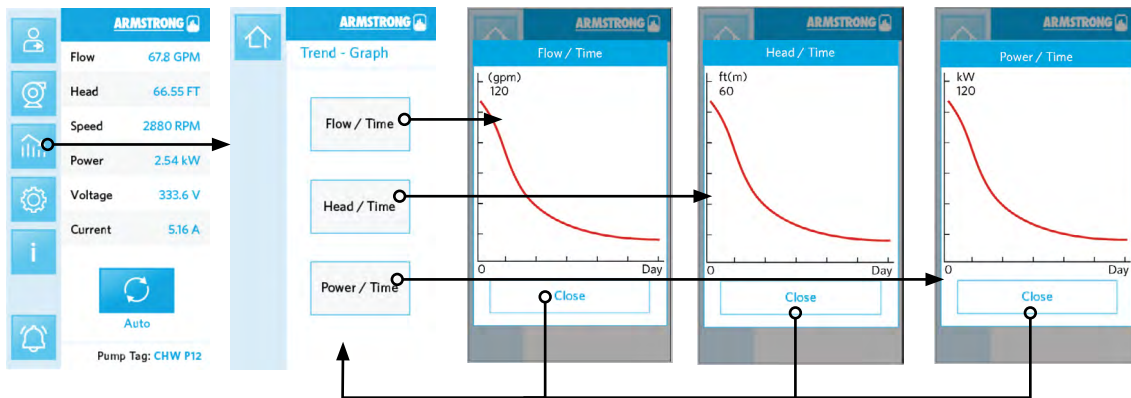 ARMSTRONG
Flow 67.8 GPM
Head 66.55 FT
Speed 2880 RPM
Power 2.54 kW
Voltage 333.6 V
Current 5.16 A
Auto
Pump Tag: CHW P12
i
ARMSTRONG
Trend - Graph
Flow / Time
Head / Time
Power / Time
ARMSTRONG
Flow / Time
(gpm)
120
0 Day
Close
ARMSTRONG
Head / Time
ft(m)
60
0 Day
Close
ARMSTRONG
Power / Time
kW
120
0 Day
Close